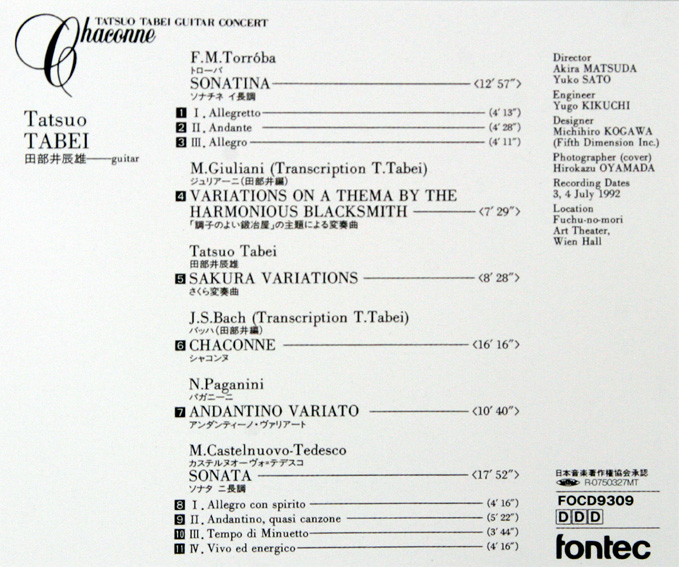 TATSUO TABEI GUITAR CONCERT
Chaconne
Tatsuo
TABEI
田部井辰雄——guitar
F.M.Torróba
トローバ
SONATINA <12′57″>
ソナチネ イ長調
1 I. Allegretto (4′13″)
2 II. Andante (4′28″)
3 III. Allegro (4′11″)
M.Giuliani (Transcription T.Tabei)
ジュリアーニ(田部井編)
4 VARIATIONS ON A THEMA BY THE
HARMONIOUS BLACKSMITH <7′29″>
「調子のよい鍛冶屋」の主題による変奏曲
Tatsuo Tabei
田部井辰雄
5 SAKURA VARIATIONS <8′28″>
さくら変奏曲
J.S.Bach (Transcription T.Tabei)
バッハ(田部井編)
6 CHACONNE <16′16″>
シャコンヌ
N.Paganini
パガニーニ
7 ANDANTINO VARIATO <10′40″>
アンダンティーノ・ヴァリアート
M.Castelnuovo-Tedesco
カステルヌオーヴォ=テデスコ
SONATA <17′52″>
ソナタ ニ長調
8 I. Allegro con spirito (4′16″)
9 II. Andantino, quasi canzone (5′22″)
10 III. Tempo di Minuetto (3′44″)
11 IV. Vivo ed energico (4′16″)
Director
Akira MATSUDA
Yuko SATO
Engineer
Yugo KIKUCHI
Designer
Michihiro KOGAWA
(Fifth Dimension Inc.)
Photographer (cover)
Hirokazu OYAMADA
Recording Dates
3, 4 July 1992
Location
Fuchu-no-mori
Art Theater,
Wien Hall
日本音楽著作権協会承認
R-0750327MT
FOCD9309
DDD
fontec